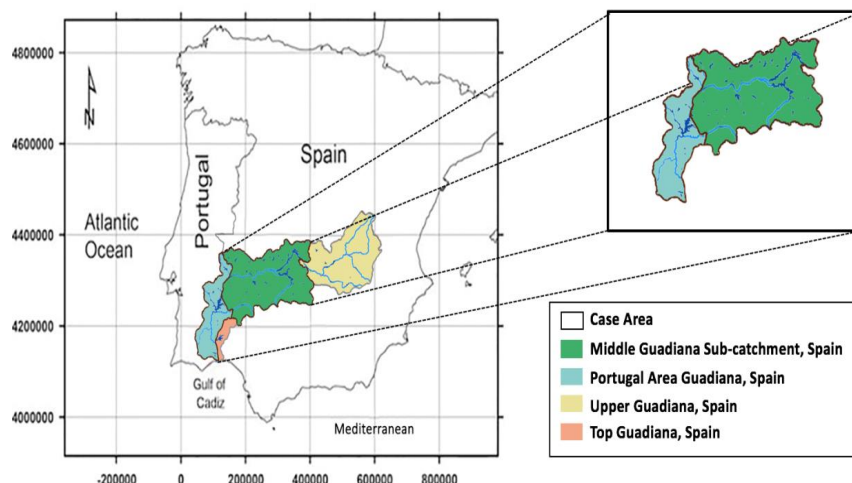 4800000
4600000
4400000
4200000
4000000
-200000
0
200000
400000
600000
N
Portugal
Spain
Atlantic
Ocean
Gulf of
Cadiz
Mediterranean
Case Area
Middle Guadiana Sub-catchment, Spain
Portugal Area Guadiana, Spain
Upper Guadiana, Spain
Top Guadiana, Spain